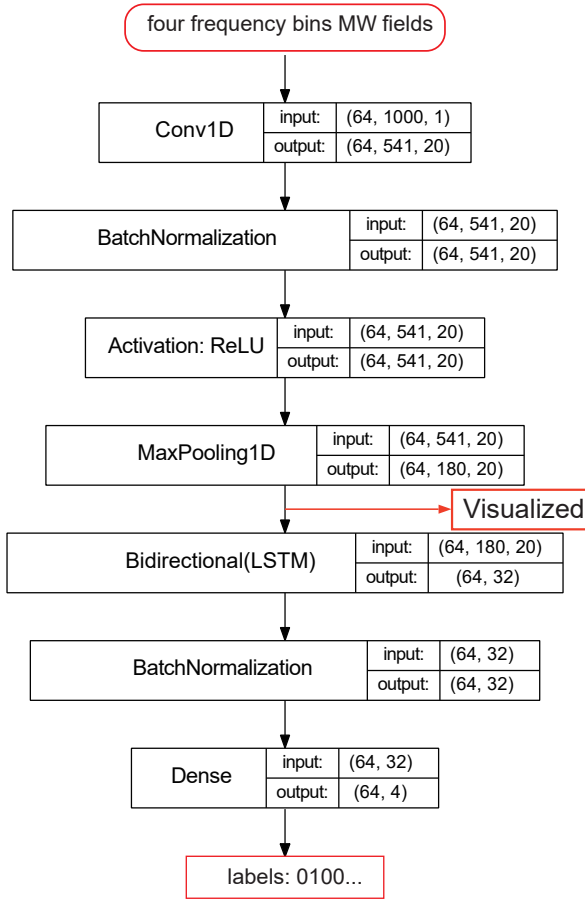 four frequency bins MW fields
Conv1D
input: (64, 1000, 1)
output: (64, 541, 20)
BatchNormalization
input: (64, 541, 20)
output: (64, 541, 20)
Activation: ReLU
input: (64, 541, 20)
output: (64, 541, 20)
MaxPooling1D
input: (64, 541, 20)
output: (64, 180, 20)
Visualized
Bidirectional(LSTM)
input: (64, 180, 20)
output: (64, 32)
BatchNormalization
input: (64, 32)
output: (64, 32)
Dense
input: (64, 32)
output: (64, 4)
labels: 0100...